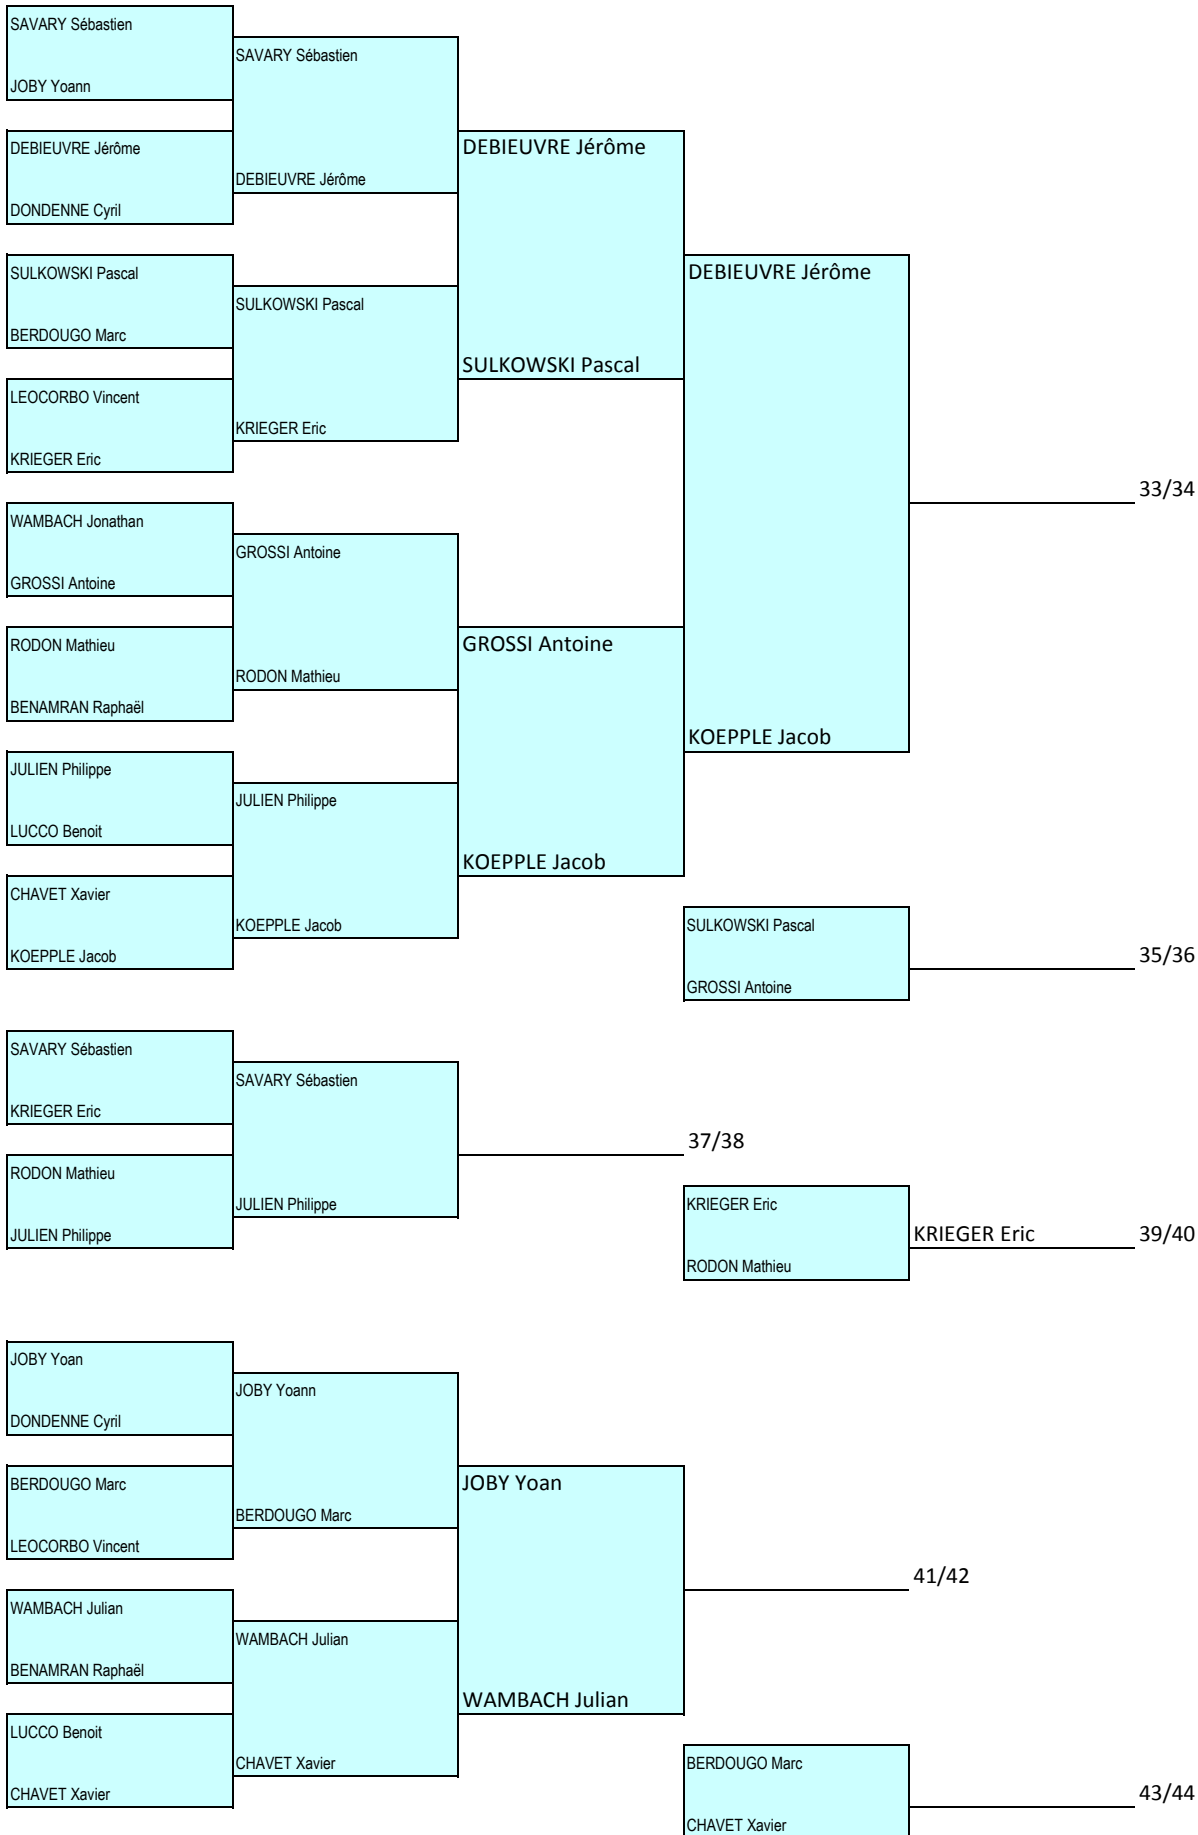 SAVARY Sébastien
SAVARY Sébastien
JOBY Yoann
DEBIEUVRE Jérôme
DEBIEUVRE Jérôme
DEBIEUVRE Jérôme
DONDENNE Cyril
SULKOWSKI Pascal
DEBIEUVRE Jérôme
SULKOWSKI Pascal
BERDOUGO Marc
SULKOWSKI Pascal
LEOCORBO Vincent
KRIEGER Eric
KRIEGER Eric
33/34
WAMBACH Jonathan
GROSSI Antoine
GROSSI Antoine
RODON Mathieu
GROSSI Antoine
RODON Mathieu
BENAMRAN Raphaël
KOEPPLE Jacob
JULIEN Philippe
JULIEN Philippe
LUCCO Benoit
KOEPPLE Jacob
CHAVET Xavier
KOEPPLE Jacob
SULKOWSKI Pascal
KOEPPLE Jacob
35/36
GROSSI Antoine
SAVARY Sébastien
SAVARY Sébastien
KRIEGER Eric
37/38
RODON Mathieu
JULIEN Philippe
KRIEGER Eric
JULIEN Philippe
KRIEGER Eric
39/40
RODON Mathieu
JOBY Yoan
JOBY Yoann
DONDENNE Cyril
BERDOUGO Marc
JOBY Yoan
BERDOUGO Marc
LEOCORBO Vincent
41/42
WAMBACH Julian
WAMBACH Julian
BENAMRAN Raphaël
WAMBACH Julian
LUCCO Benoit
CHAVET Xavier
BERDOUGO Marc
CHAVET Xavier
43/44
CHAVET Xavier